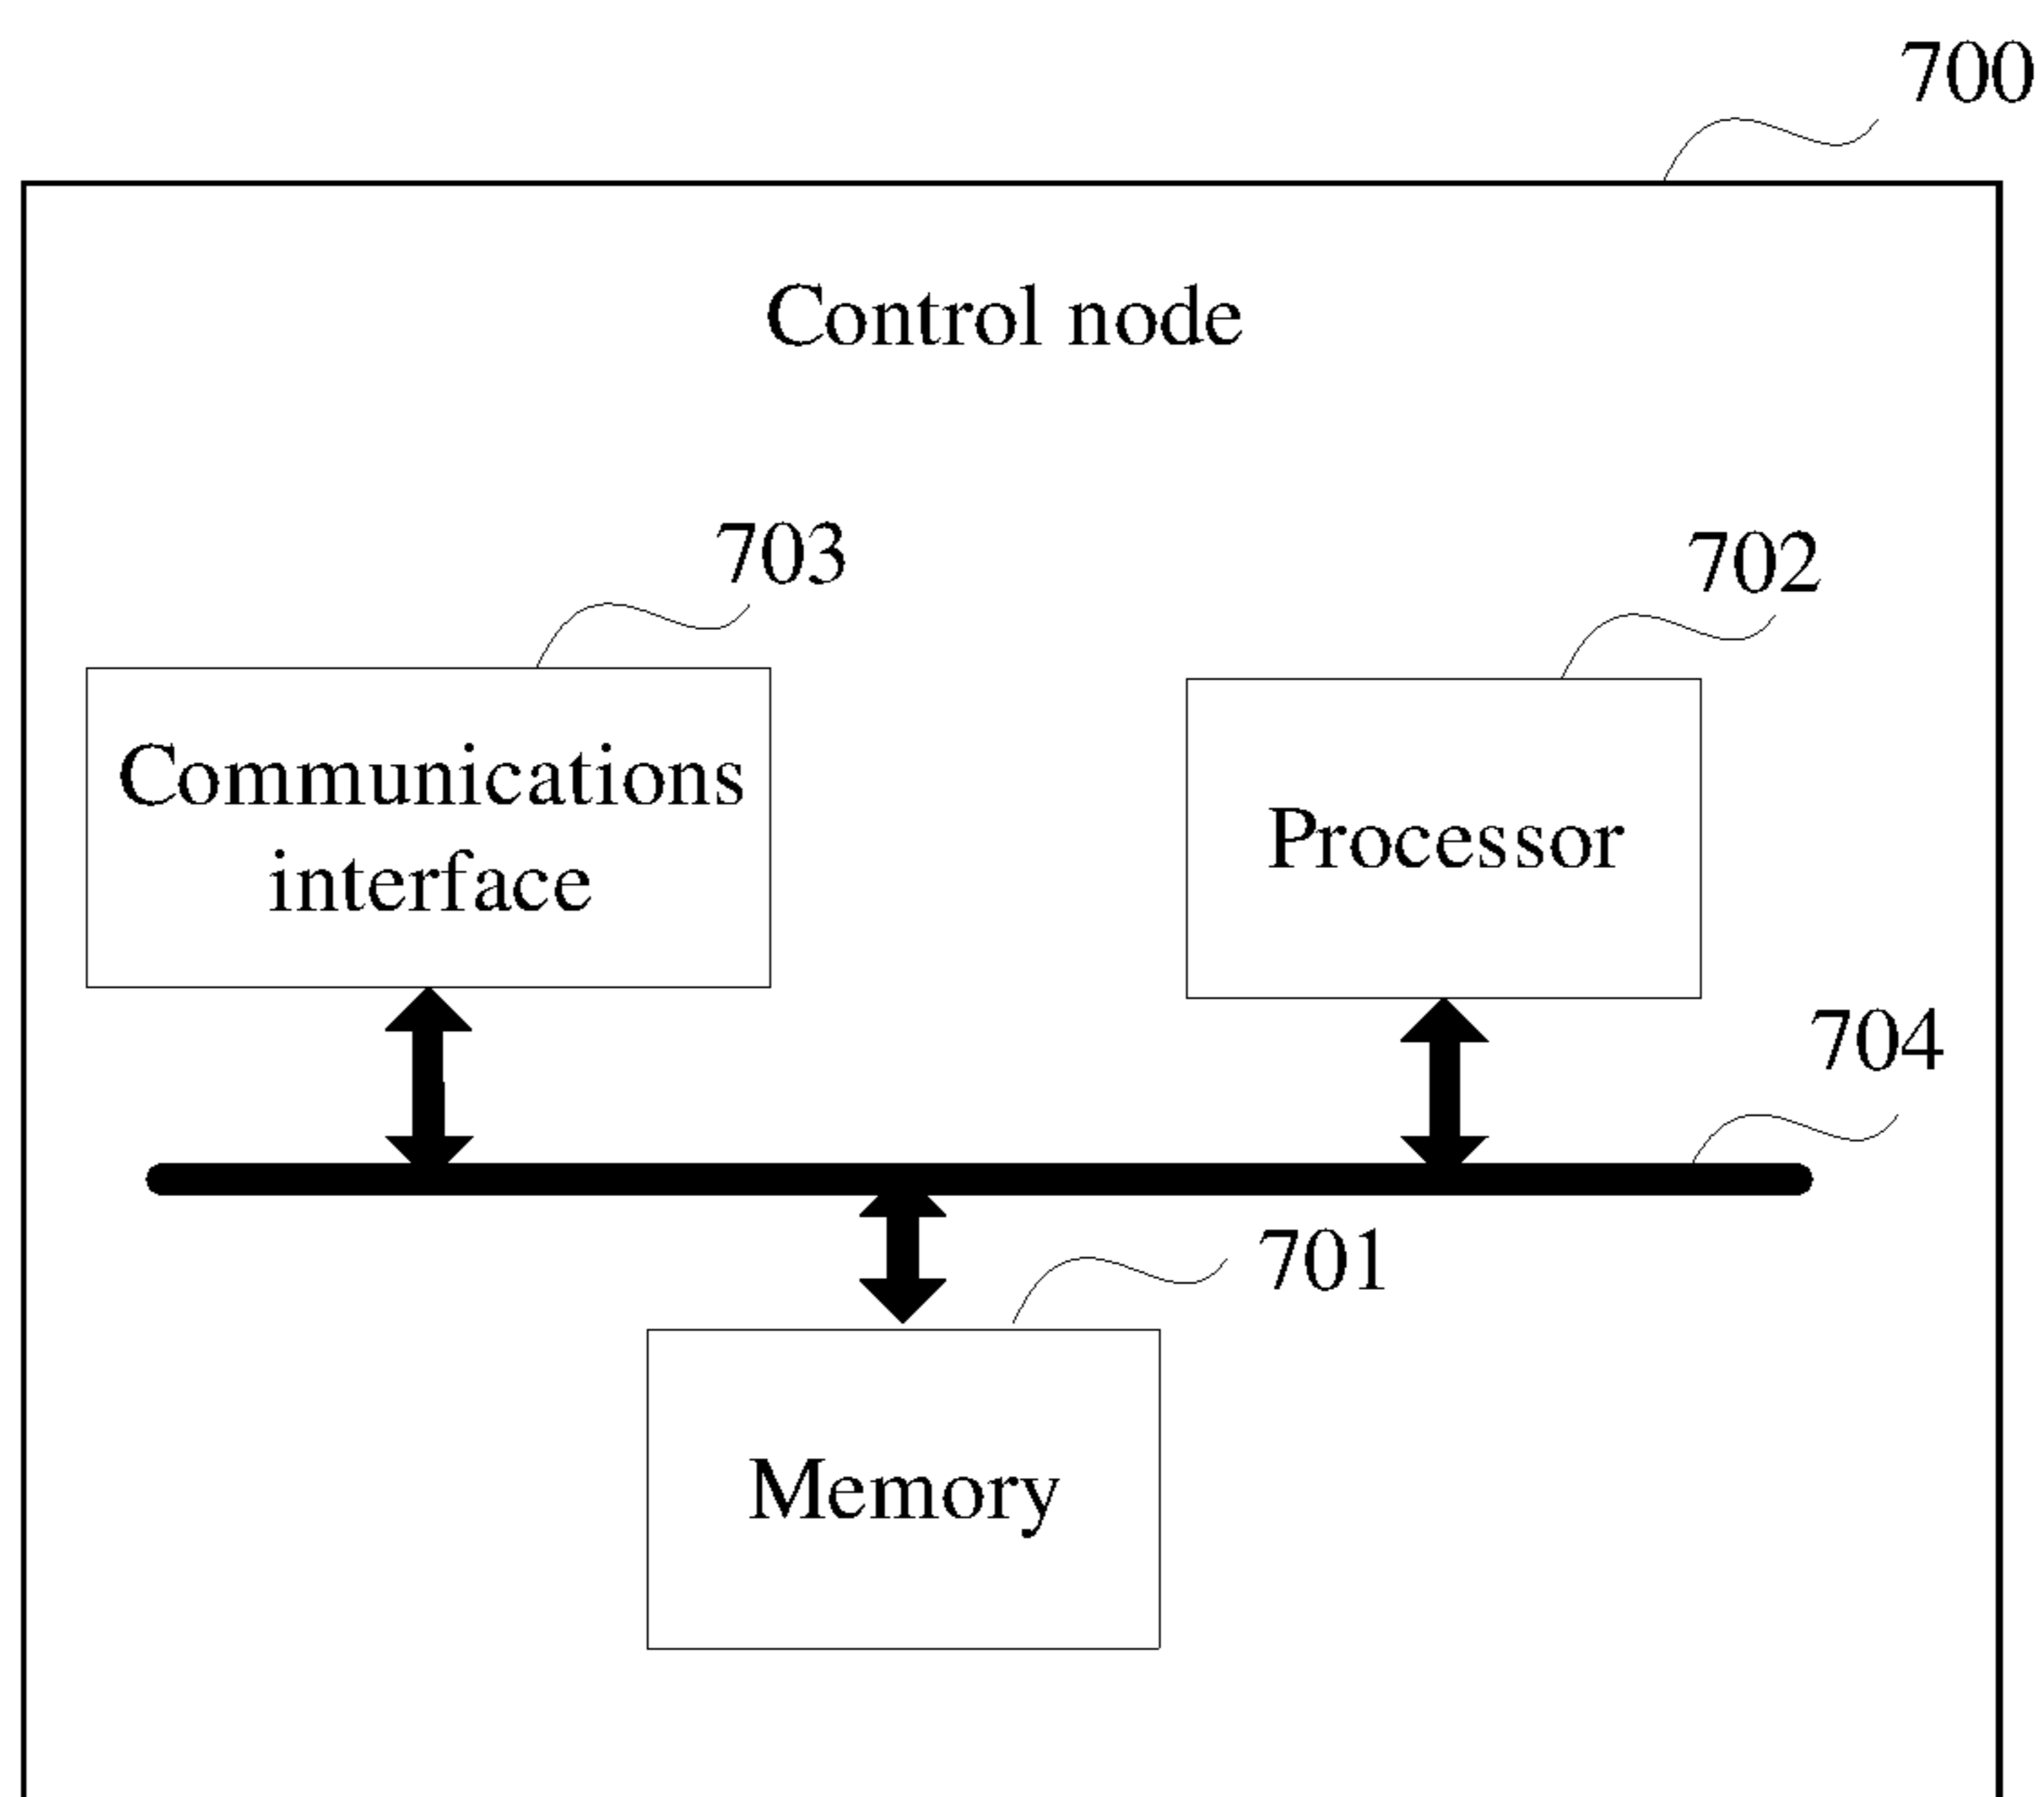 700
Control node
703
702
Communications
interface
Processor
704
701
Memory